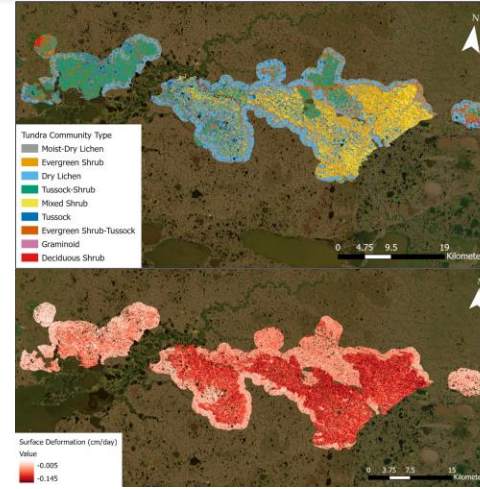 N
Tundra Community Type
Moist-Dry Lichen
Evergreen Shrub
Dry Lichen
Tussock-Shrub
Mixed Shrub
Tussock
Evergreen Shrub-Tussock
Graminoid
Deciduous Shrub
0 4.75 9.5 19
Kilomete
Surface Deformation (cm/day)
Value
-0.005
-0.145
0 3.75 7.5 15
Kilomete